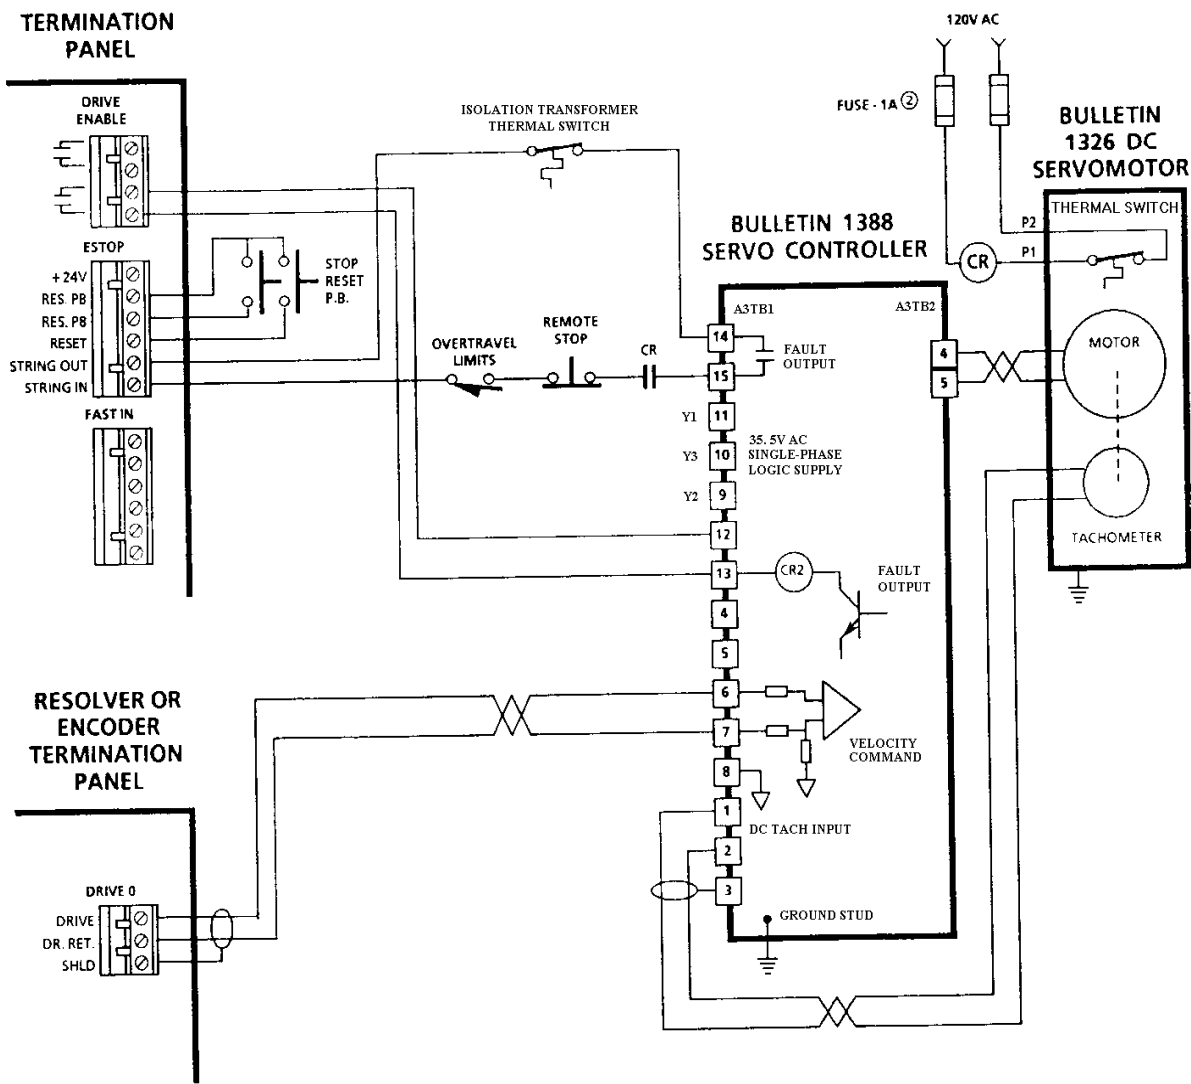 TERMINATION
PANEL
DRIVE
ENABLE
ESTOP
+24V
RES. PB
RES. PB
RESET
STRING OUT
STRING IN
FAST IN
STOP
RESET
P.B.
ISOLATION TRANSFORMER
THERMAL SWITCH
OVERTRAVEL
LIMITS
REMOTE
STOP
CR
120V AC
FUSE - 1A ②
BULLETIN
1326 DC
SERVOMOTOR
THERMAL SWITCH
P2
P1
CR
MOTOR
TACHOMETER
BULLETIN 1388
SERVO CONTROLLER
A3TB1
A3TB2
14
15
FAULT
OUTPUT
4
5
Y1
11
Y3
10
Y2
9
35.5V AC
SINGLE-PHASE
LOGIC SUPPLY
12
13
CR2
FAULT
OUTPUT
4
5
6
7
VELOCITY
COMMAND
8
1
DC TACH INPUT
2
3
GROUND STUD
RESOLVER OR
ENCODER
TERMINATION
PANEL
DRIVE 0
DRIVE
DR. RET.
SHLD